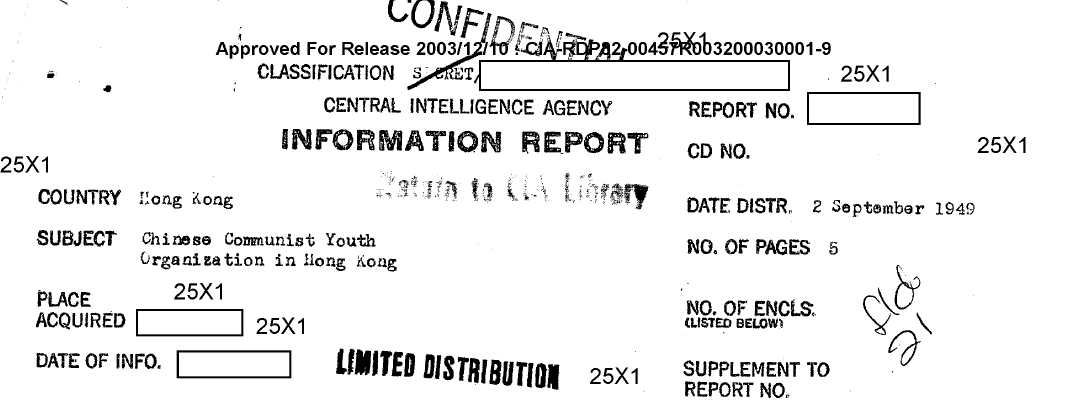 CONFIDENTIAL
25X1
Approved For Release 2003/12/10 : CIA-RDP82-00457R003200030001-9
CLASSIFICATION SECRET/
25X1
CENTRAL INTELLIGENCE AGENCY
REPORT NO.
INFORMATION REPORT
CD NO.
25X1
25X1
Return to CIA Library
COUNTRY Hong Kong
DATE DISTR. 2 September 1949
SUBJECT Chinese Communist Youth
Organization in Hong Kong
NO. OF PAGES 5
PLACE
ACQUIRED
25X1
25X1
NO. OF ENCLS.
(LISTED BELOW)
21
DATE OF INFO.
LIMITED DISTRIBUTION
25X1
SUPPLEMENT TO
REPORT NO.